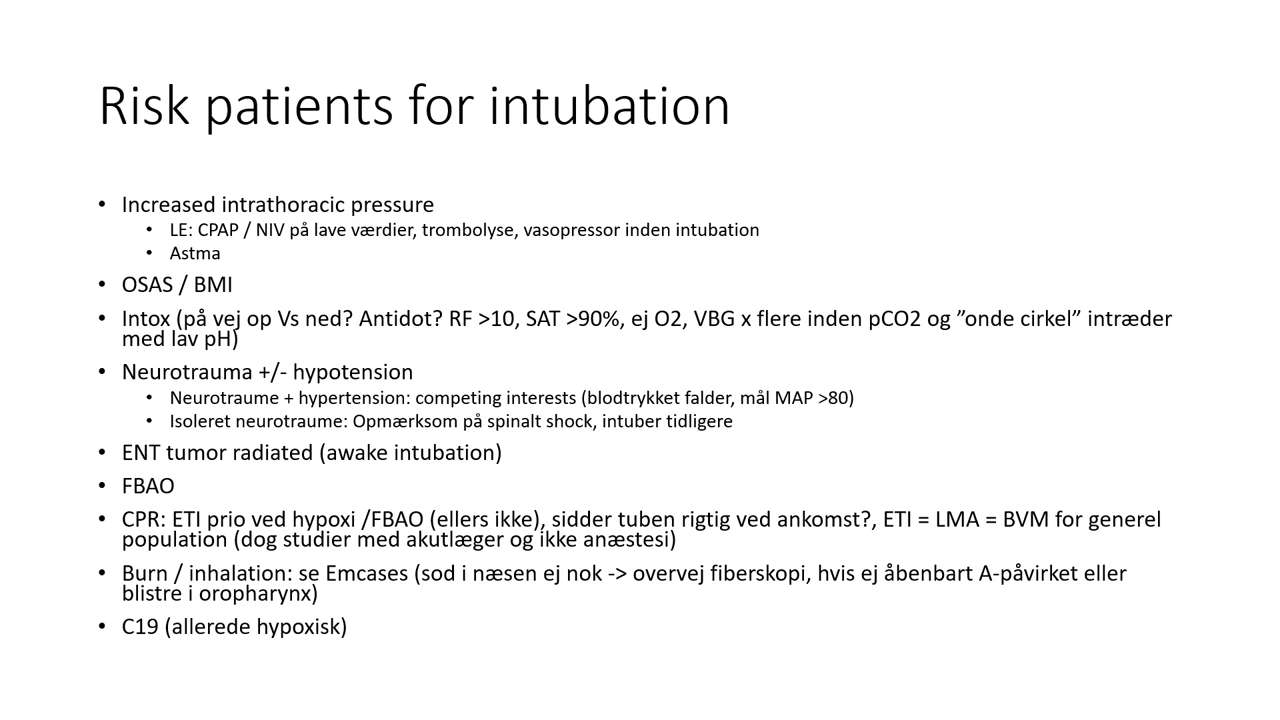 Risk patients for intubation
• Increased intrathoracic pressure
• LE: CPAP / NIV på lave værdier, trombolyse, vasopressor inden intubation
• Astma
• OSAS / BMI
• Intox (på vej op Vs ned? Antidot? RF >10, SAT >90%, ej O2, VBG x flere inden pCO2 og ”onde cirkel” intræder
med lav pH)
• Neurotrauma +/- hypotension
• Neurotraume + hypertension: competing interests (blodtrykket falder, mål MAP >80)
• Isoleret neurotraume: Opmærksom på spinalt shock, intuber tidligere
• ENT tumor radiated (awake intubation)
• FBAO
• CPR: ETI prio ved hypoxi /FBAO (ellers ikke), sidder tuben rigtig ved ankomst?, ETI = LMA = BVM for generel
population (dog studier med akutlæger og ikke anæstesi)
• Burn / inhalation: se Emcases (sod i næsen ej nok -> overvej fiberskopi, hvis ej åbenbart A-påvirket eller
blistre i oropharynx)
• C19 (allerede hypoxisk)